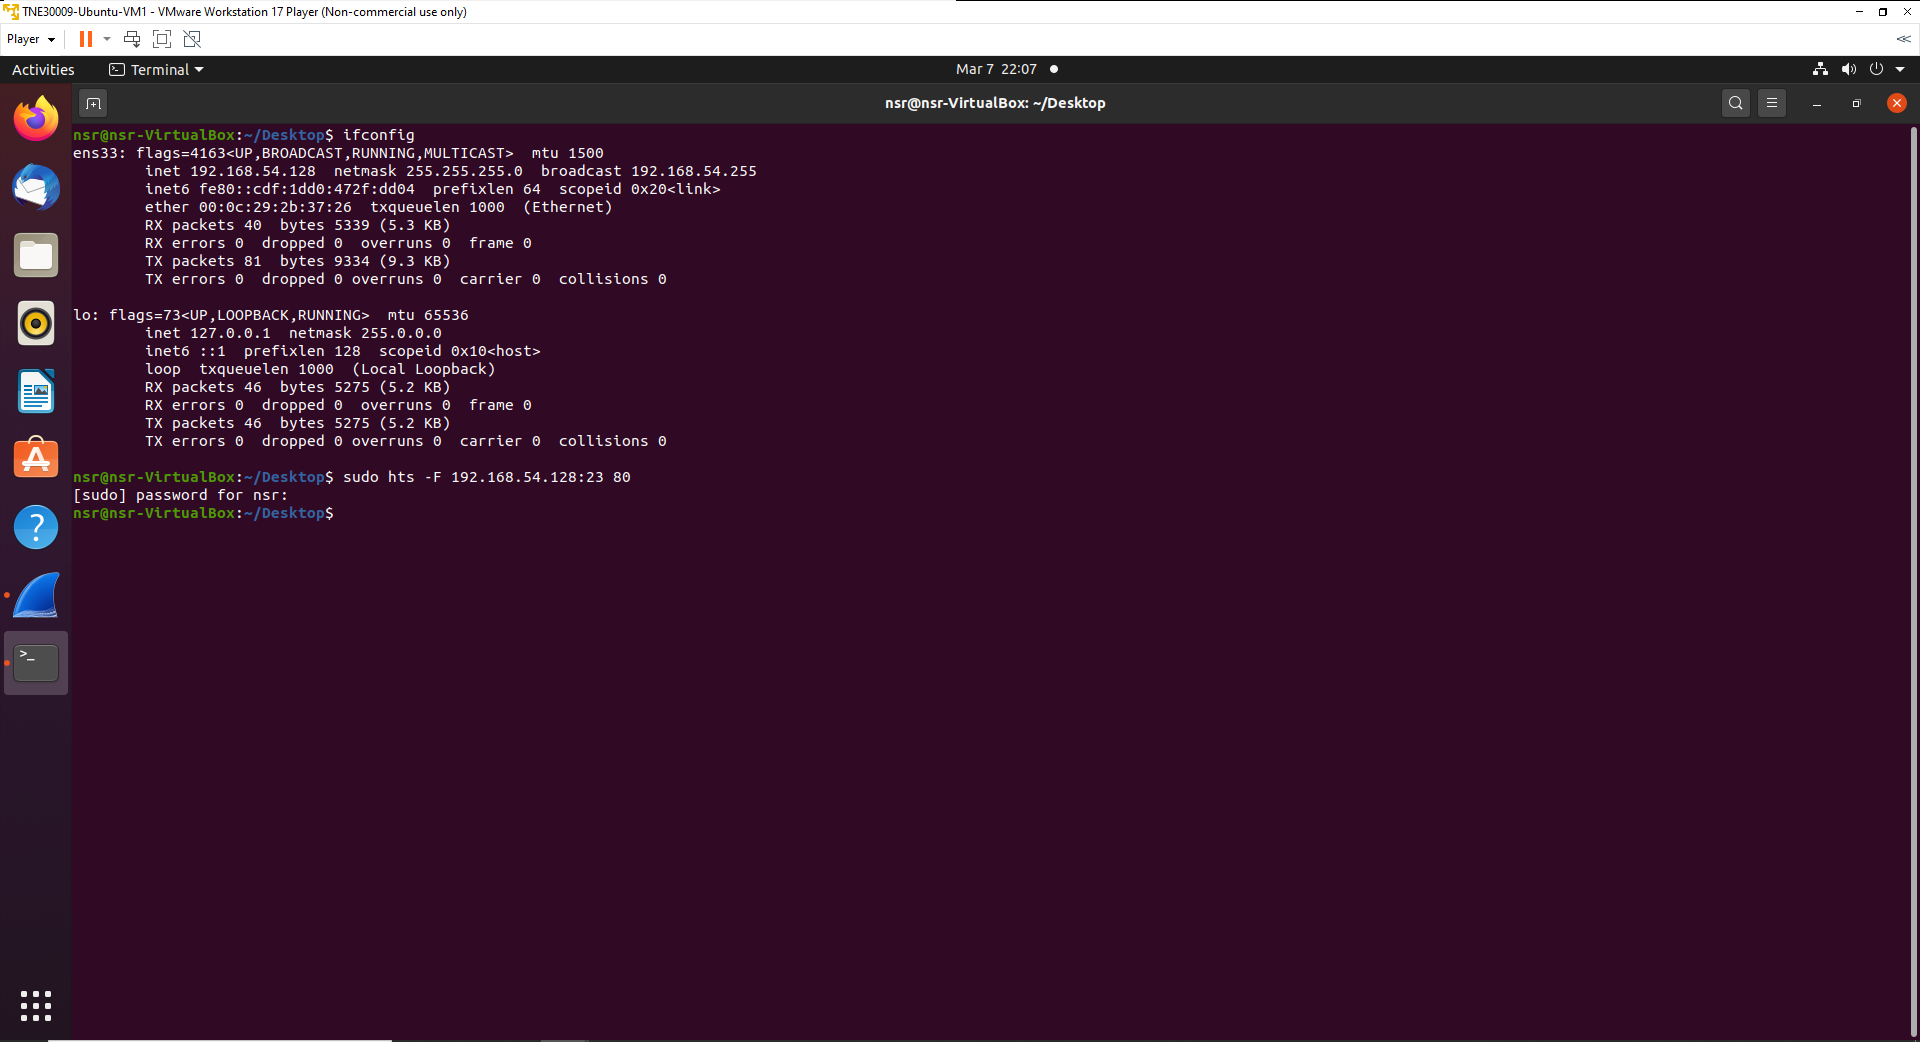 TNE30009-Ubuntu-VM1 - VMware Workstation 17 Player (Non-commercial use only)
Player
Activities Terminal Mar 7 22:07
nsr@nsr-VirtualBox: ~/Desktop
nsr@nsr-VirtualBox:~/Desktop$ ifconfig
ens33: flags=4163<UP,BROADCAST,RUNNING,MULTICAST>  mtu 1500
        inet 192.168.54.128  netmask 255.255.255.0  broadcast 192.168.54.255
        inet6 fe80::cdf:1dd0:472f:dd04  prefixlen 64  scopeid 0x20<link>
        ether 00:0c:29:2b:37:26  txqueuelen 1000  (Ethernet)
        RX packets 40  bytes 5339 (5.3 KB)
        RX errors 0  dropped 0  overruns 0  frame 0
        TX packets 81  bytes 9334 (9.3 KB)
        TX errors 0  dropped 0 overruns 0  carrier 0  collisions 0
lo: flags=73<UP,LOOPBACK,RUNNING>  mtu 65536
        inet 127.0.0.1  netmask 255.0.0.0
        inet6 ::1  prefixlen 128  scopeid 0x10<host>
        loop  txqueuelen 1000  (Local Loopback)
        RX packets 46  bytes 5275 (5.2 KB)
        RX errors 0  dropped 0  overruns 0  frame 0
        TX packets 46  bytes 5275 (5.2 KB)
        TX errors 0  dropped 0 overruns 0  carrier 0  collisions 0
nsr@nsr-VirtualBox:~/Desktop$ sudo hts -F 192.168.54.128:23 80
[sudo] password for nsr:
nsr@nsr-VirtualBox:~/Desktop$